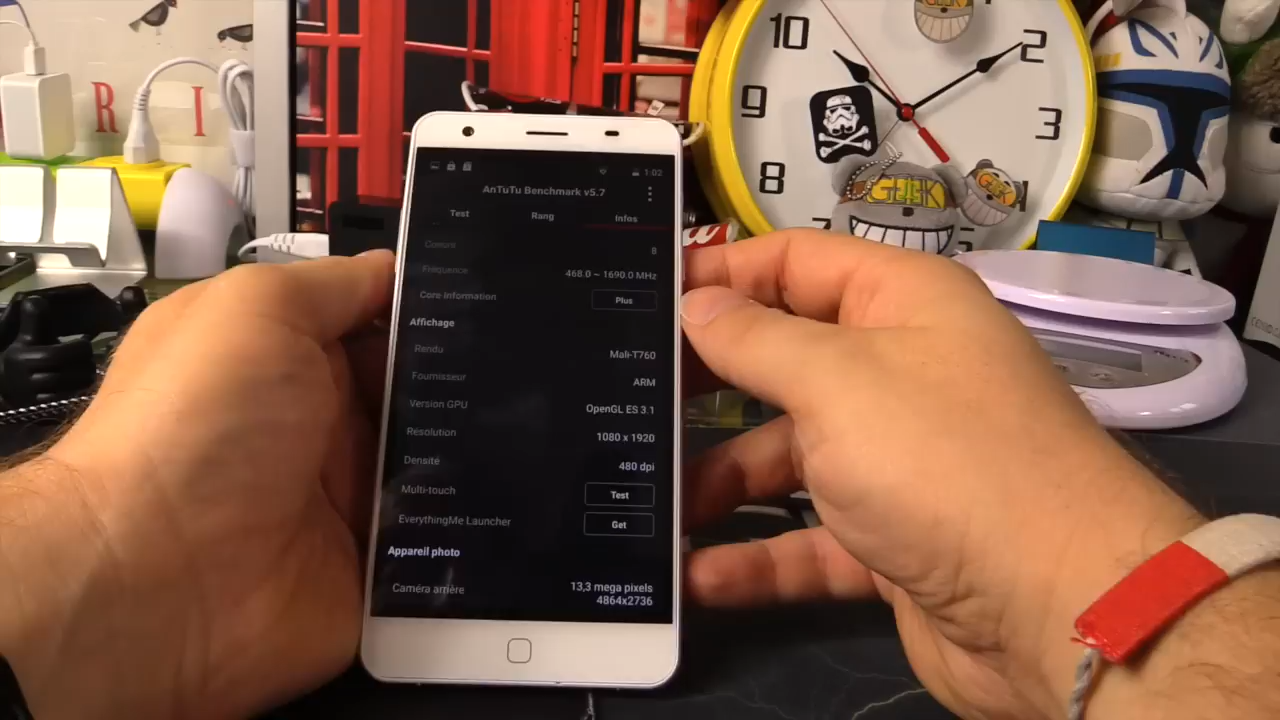 R I
1:02
AnTuTu Benchmark v5.7
Test Rang Infos
8
Fréquence 468.0 ~ 1690.0 MHz
Core Information Plus
Affichage
Rendu Mali-T760
Fournisseur ARM
Version GPU OpenGL ES 3.1
Résolution 1080 x 1920
Densité 480 dpi
Multi-touch Test
EverythingMe Launcher Get
Appareil photo
Caméra arrière 13,3 mega pixels
4864x2736
10
2
9
3
8
GEEK